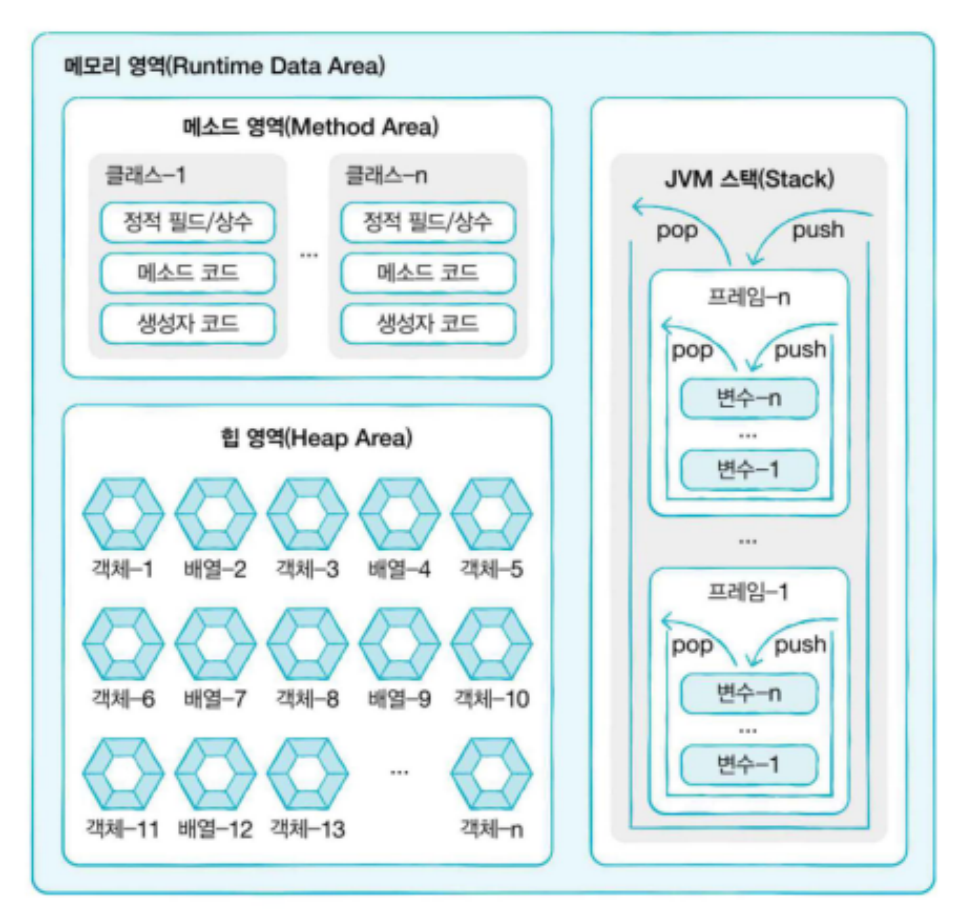 메모리 영역(Runtime Data Area)
메소드 영역(Method Area)
클래스-1
정적 필드/상수
메소드 코드
생성자 코드
...
클래스-n
정적 필드/상수
메소드 코드
생성자 코드
힙 영역(Heap Area)
객체-1 배열-2 객체-3 배열-4 객체-5
객체-6 배열-7 객체-8 배열-9 객체-10
...
객체-11 배열-12 객체-13 객체-n
JVM 스택(Stack)
pop push
프레임-n
pop push
변수-n
...
변수-1
...
프레임-1
pop push
변수-n
...
변수-1